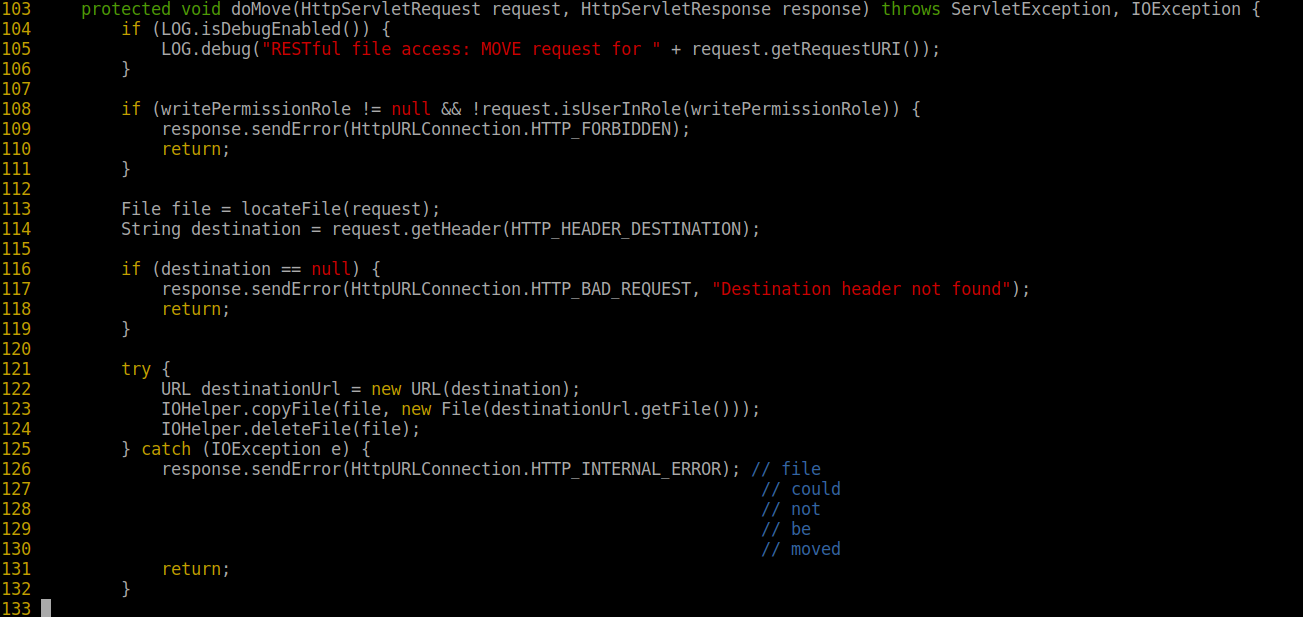 103     protected void doMove(HttpServletRequest request, HttpServletResponse response) throws ServletException, IOException {
104         if (LOG.isDebugEnabled()) {
105             LOG.debug("RESTful file access: MOVE request for " + request.getRequestURI());
106         }
107
108         if (writePermissionRole != null && !request.isUserInRole(writePermissionRole)) {
109             response.sendError(HttpURLConnection.HTTP_FORBIDDEN);
110             return;
111         }
112
113         File file = locateFile(request);
114         String destination = request.getHeader(HTTP_HEADER_DESTINATION);
115
116         if (destination == null) {
117             response.sendError(HttpURLConnection.HTTP_BAD_REQUEST, "Destination header not found");
118             return;
119         }
120
121         try {
122             URL destinationUrl = new URL(destination);
123             IOHelper.copyFile(file, new File(destinationUrl.getFile()));
124             IOHelper.deleteFile(file);
125         } catch (IOException e) {
126             response.sendError(HttpURLConnection.HTTP_INTERNAL_ERROR); // file
127                                                                         // could
128                                                                         // not
129                                                                         // be
130                                                                         // moved
131             return;
132         }
133